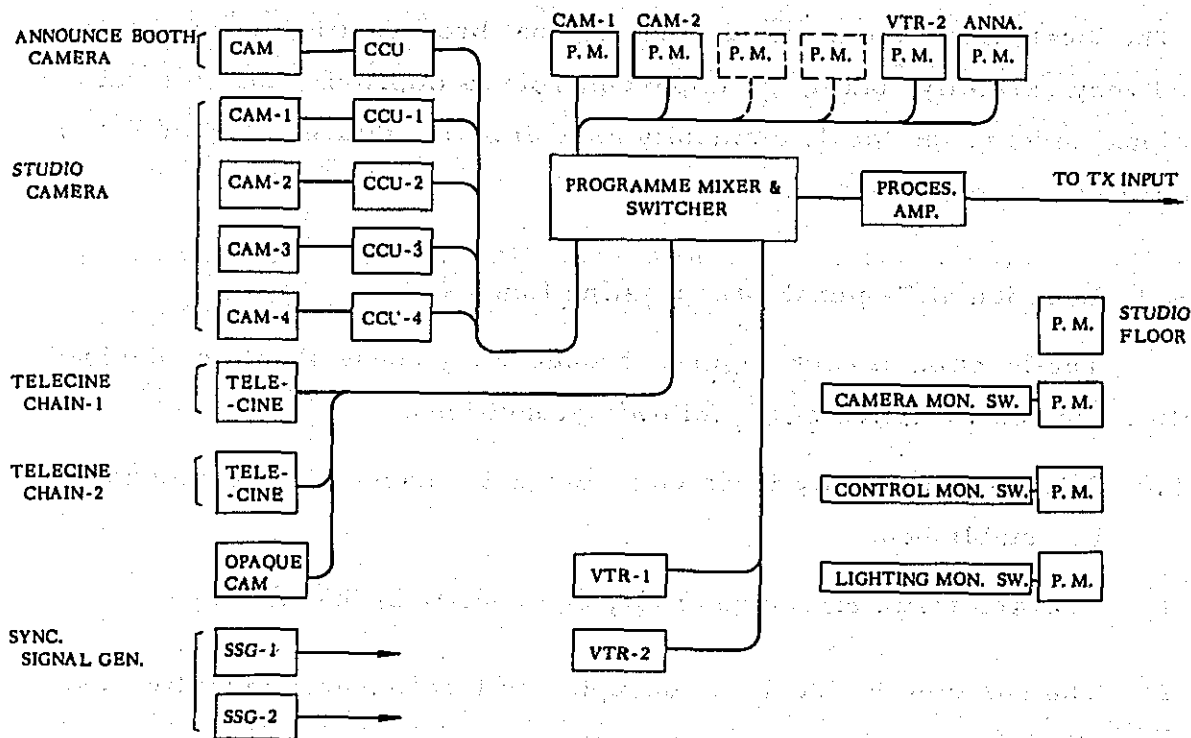 CAM-1 CAM-2 VTR-2 ANNA.
P. M. P. M. P. M. P. M. P. M. P. M.
ANNOUNCE BOOTH
CAMERA
CAM CCU
STUDIO
CAMERA
CAM-1 CCU-1
CAM-2 CCU-2
CAM-3 CCU-3
CAM-4 CCU-4
PROGRAMME MIXER &
SWITCHER
PROCES.
AMP.
TO TX INPUT
TELECINE
CHAIN-1
TELE-
-CINE
TELECINE
CHAIN-2
TELE-
-CINE
OPAQUE
CAM
SYNC.
SIGNAL GEN.
SSG-1
SSG-2
VTR-1
VTR-2
P. M.
STUDIO
FLOOR
CAMERA MON. SW. P. M.
CONTROL MON. SW. P. M.
LIGHTING MON. SW. P. M.